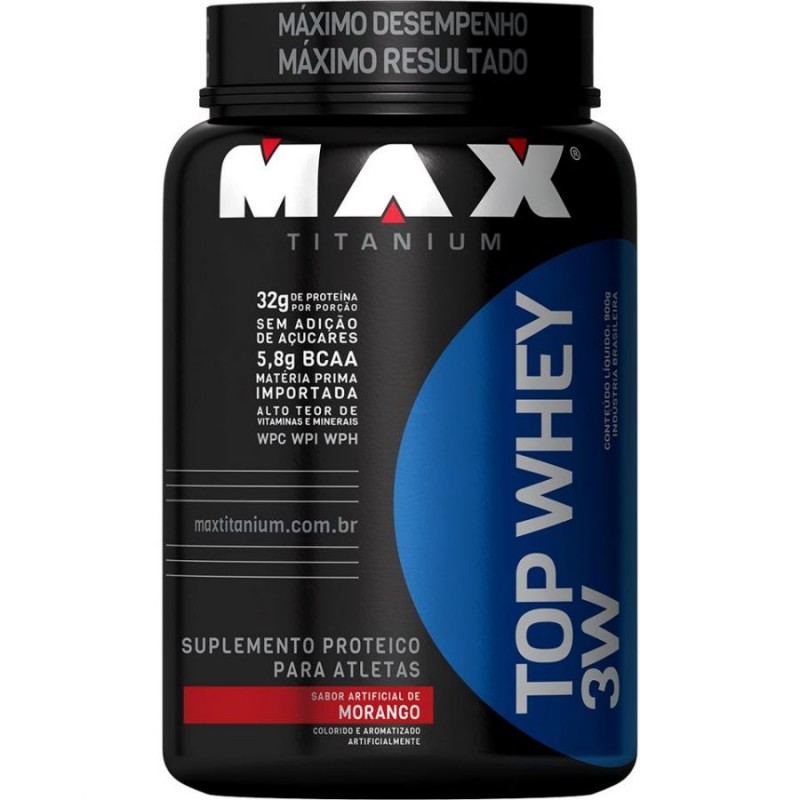 MÁXIMO DESEMPENHO
MÁXIMO RESULTADO
MAX®
TITANIUM
32g DE PROTEÍNA
POR PORÇÃO
SEM ADIÇÃO
DE AÇUCARES
5,8g BCAA
MATÉRIA PRIMA
IMPORTADA
ALTO TEOR DE
VITAMINAS E MINERAIS
WPC WPI WPH
maxtitanium.com.br
SUPLEMENTO PROTEICO
PARA ATLETAS
SABOR ARTIFICIAL DE
MORANGO
COLORIDO E AROMATIZADO
ARTIFICIALMENTE
TOP WHEY
3W
CONTEÚDO LÍQUIDO: 900g
INDÚSTRIA BRASILEIRA